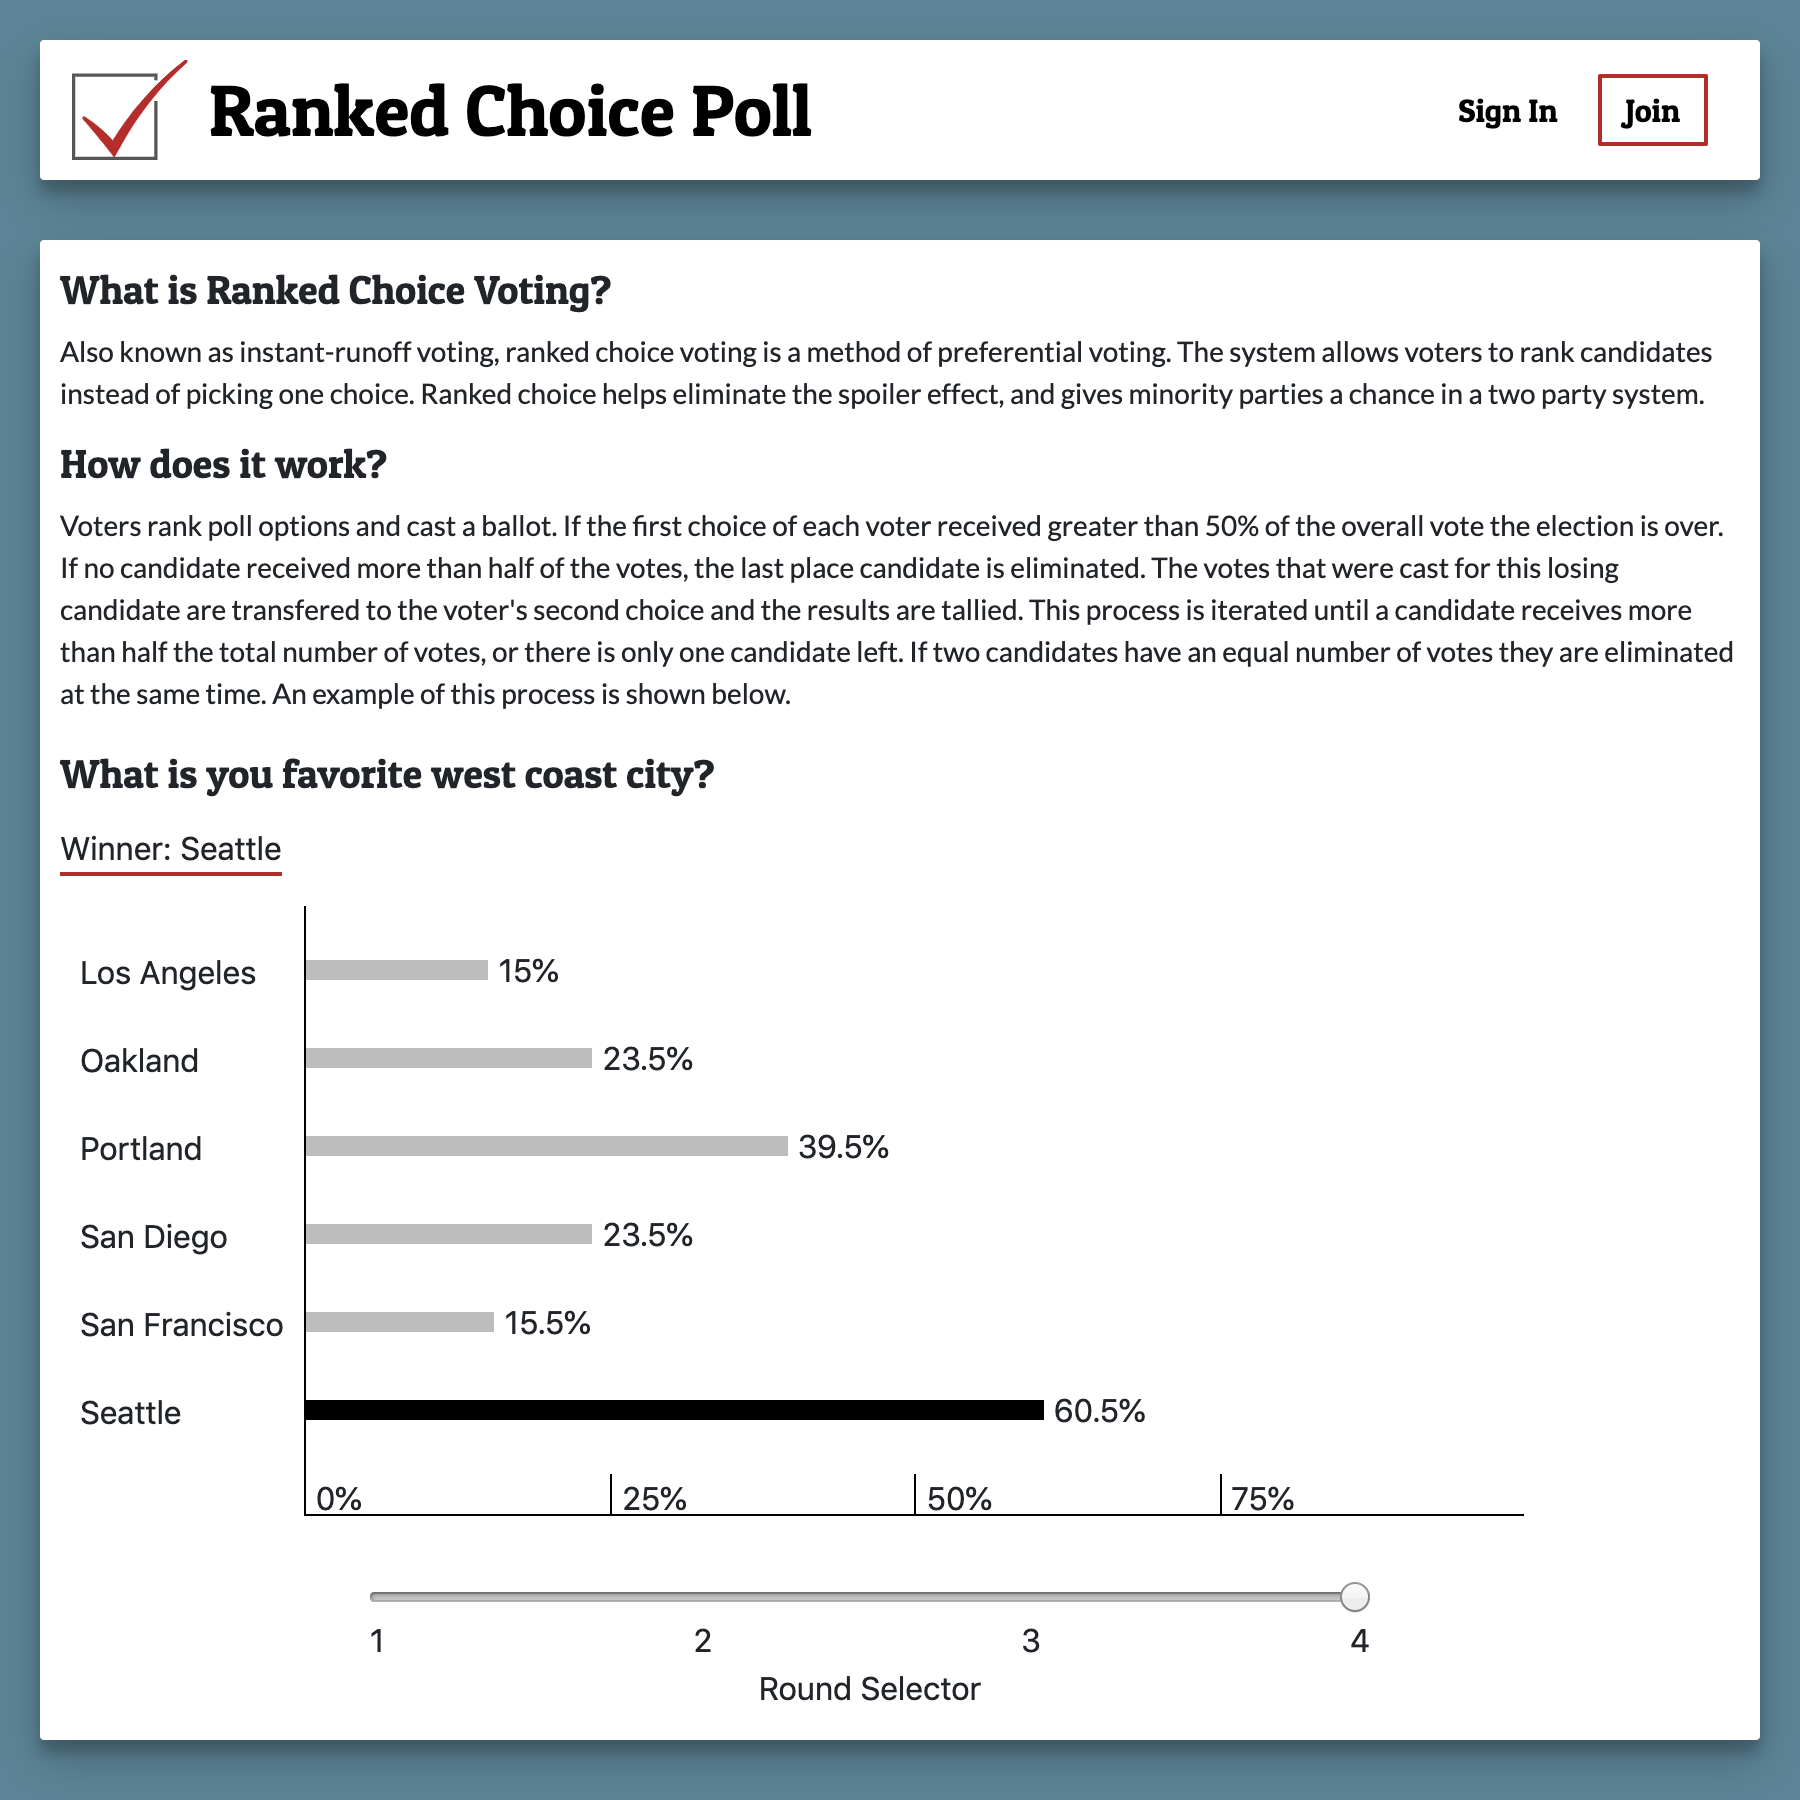 Ranked Choice Poll
Sign In
Join
What is Ranked Choice Voting?
Also known as instant-runoff voting, ranked choice voting is a method of preferential voting. The system allows voters to rank candidates
instead of picking one choice. Ranked choice helps eliminate the spoiler effect, and gives minority parties a chance in a two party system.
How does it work?
Voters rank poll options and cast a ballot. If the first choice of each voter received greater than 50% of the overall vote the election is over.
If no candidate received more than half of the votes, the last place candidate is eliminated. The votes that were cast for this losing
candidate are transfered to the voter's second choice and the results are tallied. This process is iterated until a candidate receives more
than half the total number of votes, or there is only one candidate left. If two candidates have an equal number of votes they are eliminated
at the same time. An example of this process is shown below.
What is you favorite west coast city?
Winner: Seattle
Los Angeles 15%
Oakland 23.5%
Portland 39.5%
San Diego 23.5%
San Francisco 15.5%
Seattle 60.5%
0% 25% 50% 75%
1 2 3 4
Round Selector